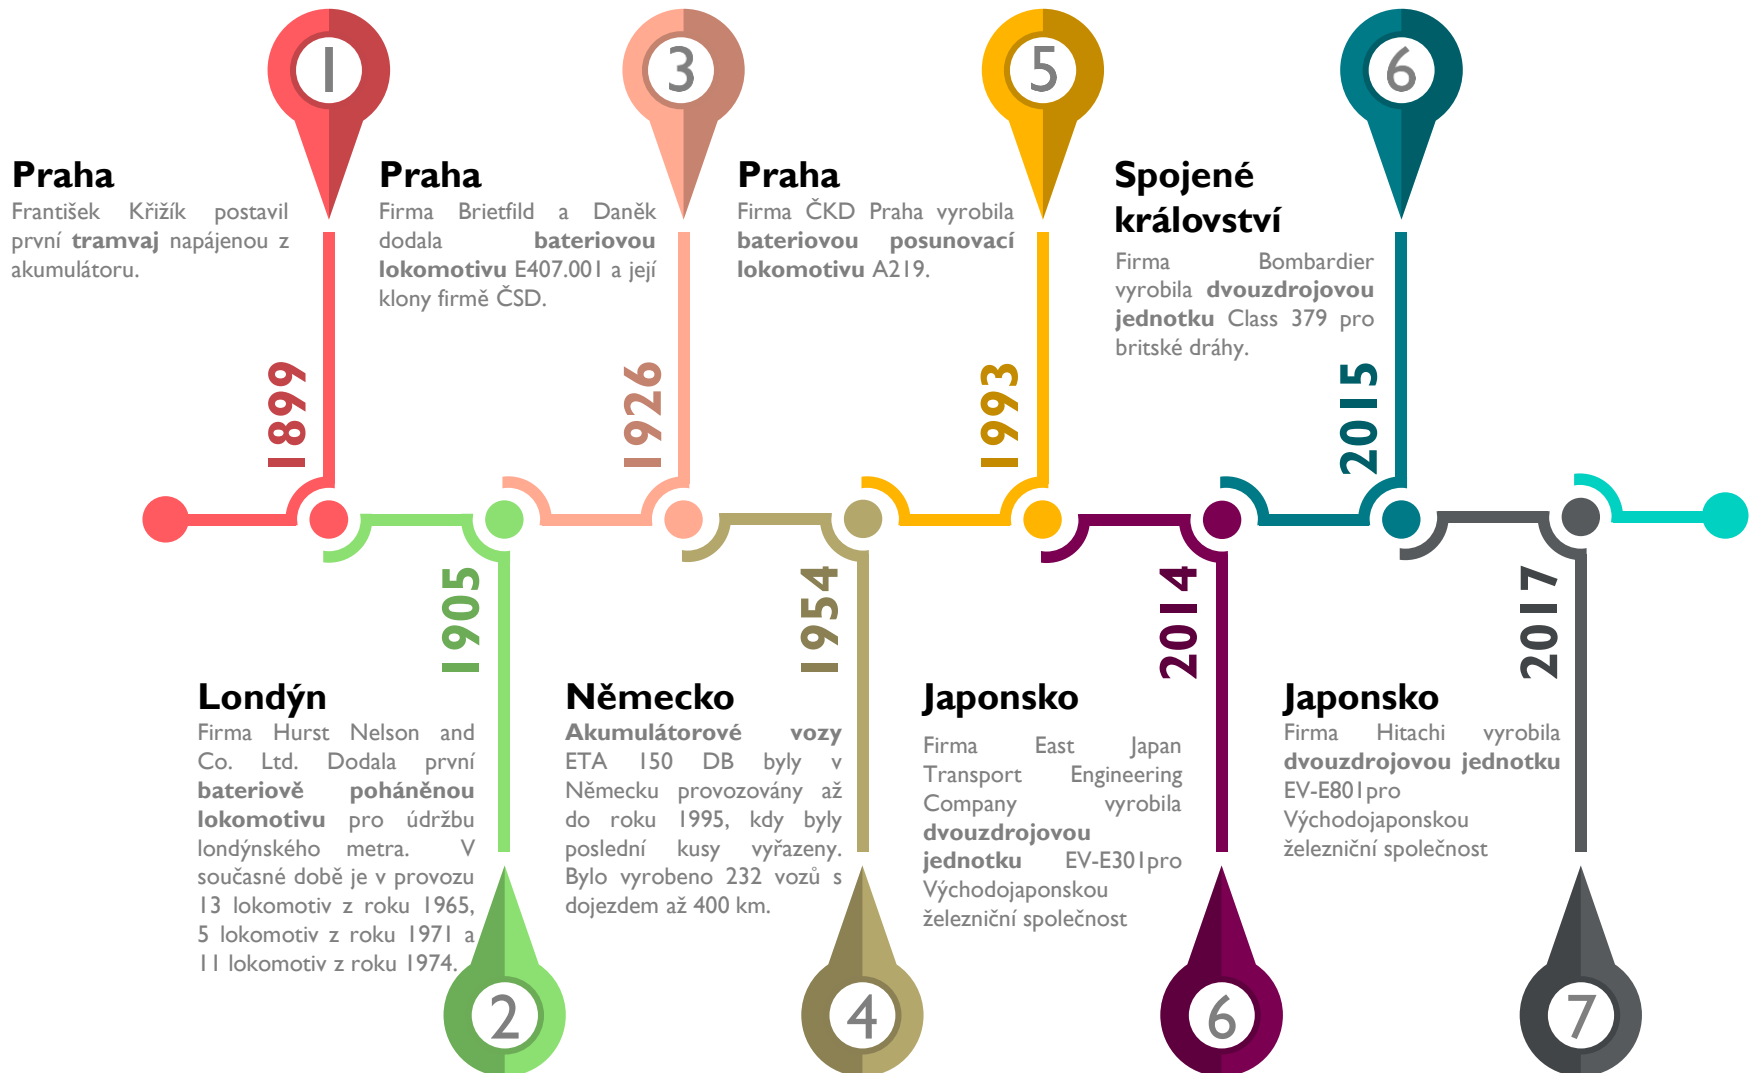 1
Praha
František Křižík postavil
první tramvaj napájenou z
akumulátoru.
1899
3
Praha
Firma Brietfild a Daněk
dodala bateriovou
lokomotivu E407.001 a její
klony firmě ČSD.
1926
5
Praha
Firma ČKD Praha vyrobila
bateriovou posunovací
lokomotivu A219.
1993
6
Spojené
království
Firma Bombardier
vyrobila dvouzdrojovou
jednotku Class 379 pro
britské dráhy.
2015
1905
Londýn
Firma Hurst Nelson and
Co. Ltd. Dodala první
bateriově poháněnou
lokomotivu pro údržbu
londýnského metra. V
současné době je v provozu
13 lokomotiv z roku 1965,
5 lokomotiv z roku 1971 a
11 lokomotiv z roku 1974.
2
1954
Německo
Akumulátorové vozy
ETA 150 DB byly v
Německu provozovány až
do roku 1995, kdy byly
poslední kusy vyřazeny.
Bylo vyrobeno 232 vozů s
dojezdem až 400 km.
4
2014
Japonsko
Firma East Japan
Transport Engineering
Company vyrobila
dvouzdrojovou
jednotku EV-E301pro
Východojaponskou
železniční společnost
6
2017
Japonsko
Firma Hitachi vyrobila
dvouzdrojovou jednotku
EV-E801pro
Východojaponskou
železniční společnost
7